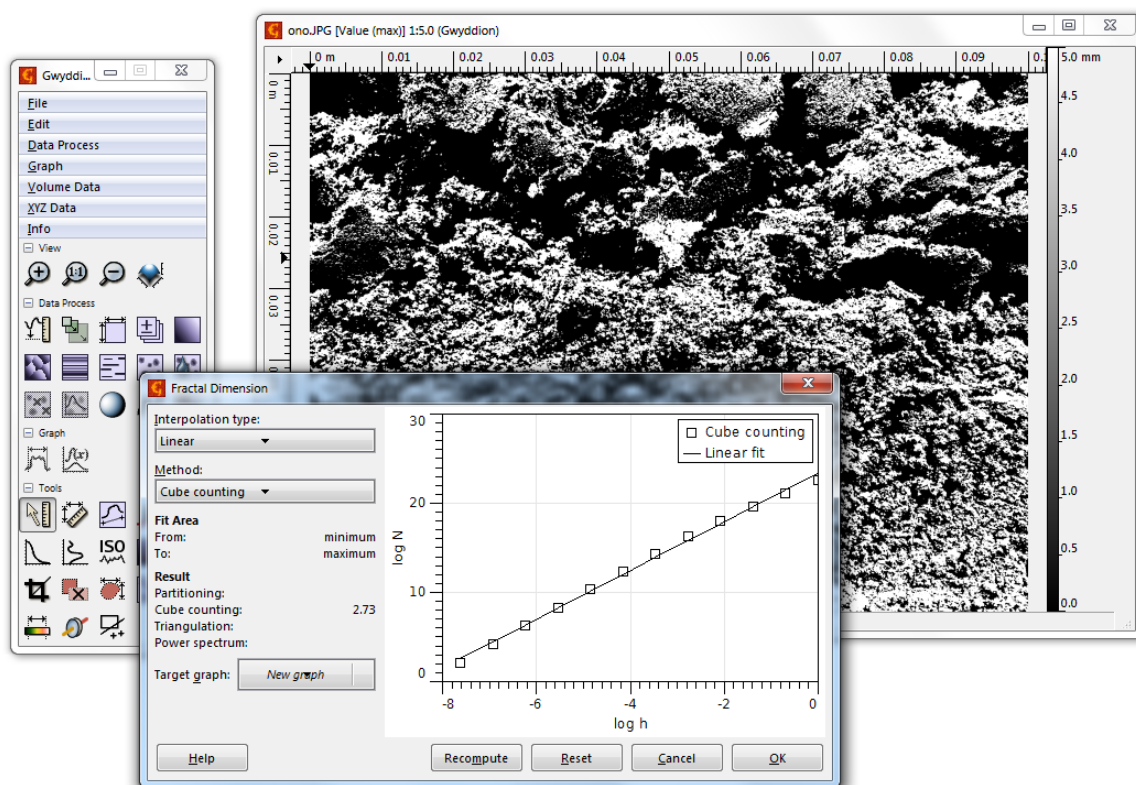 Gwyddi...
File
Edit
Data Process
Graph
Volume Data
XYZ Data
Info
View
1:1
Data Process
Graph
f(x)
Tools
ISO
ono.JPG [Value (max)] 1:5.0 (Gwyddion)
0 m 0.01 0.02 0.03 0.04 0.05 0.06 0.07 0.08 0.09
0 m
0.01
0.02
0.03
5.0 mm
4.5
4.0
3.5
3.0
2.5
2.0
1.5
1.0
0.5
0.0
Fractal Dimension
Interpolation type:
Linear
Method:
Cube counting
Fit Area
From: minimum
To: maximum
Result
Partitioning:
Cube counting: 2.73
Triangulation:
Power spectrum:
Target graph: New graph
30
20
10
0
log N
Cube counting
Linear fit
-8 -6 -4 -2 0
log h
Help Recompute Reset Cancel OK